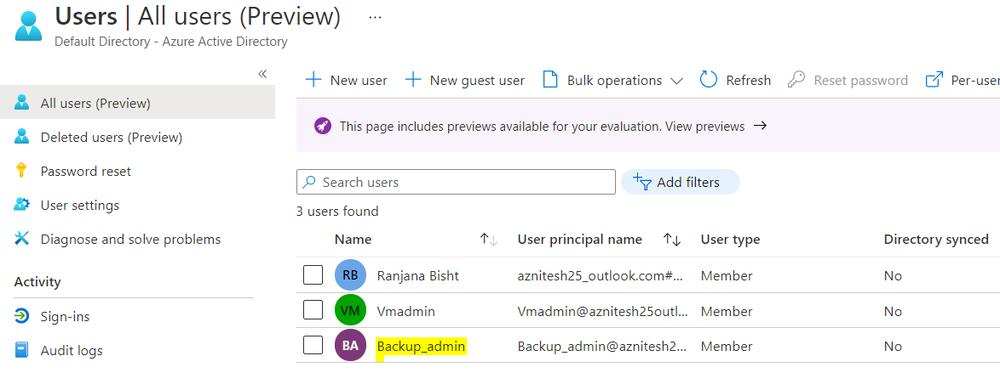 Users | All users (Preview) ...
Default Directory - Azure Active Directory
«
All users (Preview)
Deleted users (Preview)
Password reset
User settings
Diagnose and solve problems
Activity
Sign-ins
Audit logs
New user New guest user Bulk operations Refresh Reset password Per-user
This page includes previews available for your evaluation. View previews →
Search users Add filters
3 users found
Name ↑↓ User principal name ↑↓ User type Directory synced
RB Ranjana Bisht aznitesh25_outlook.com#... Member No
VM Vmadmin Vmadmin@aznitesh25outl... Member No
BA Backup_admin Backup_admin@aznitesh2... Member No